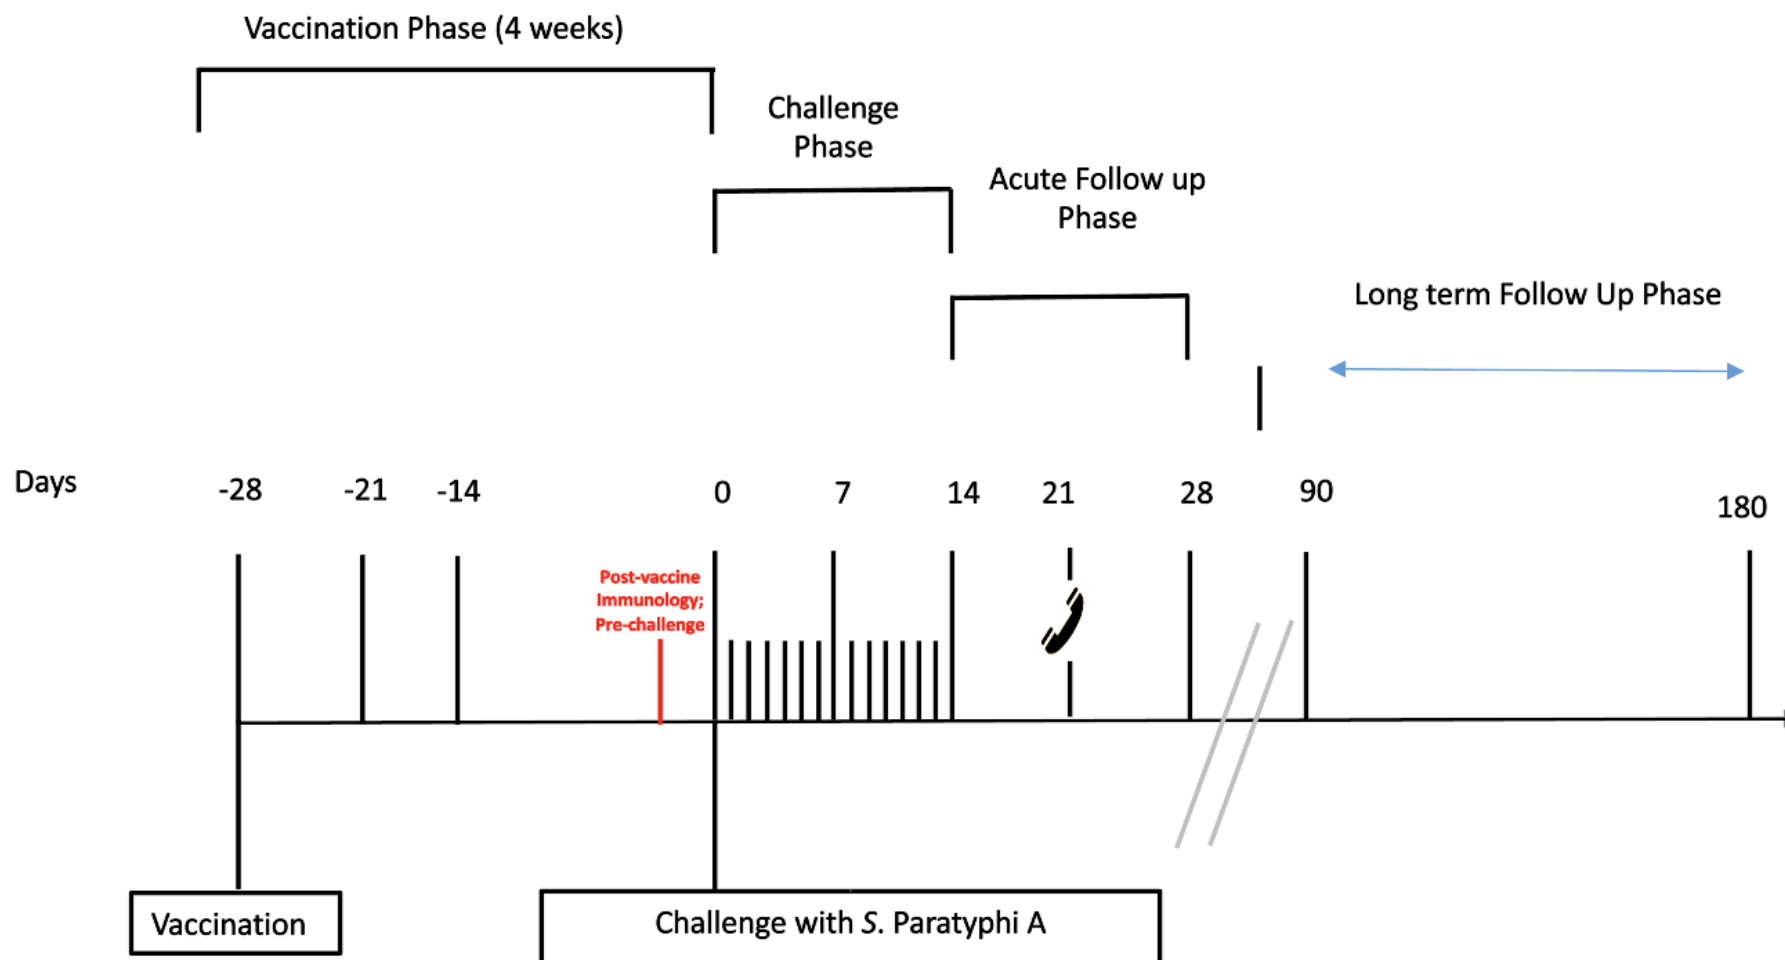 Vaccination Phase (4 weeks)
Challenge
Phase
Acute Follow up
Phase
Long term Follow Up Phase
Days
-28
-21
-14
0
7
14
21
28
90
180
Post-vaccine
Immunology;
Pre-challenge
Vaccination
Challenge with S. Paratyphi A